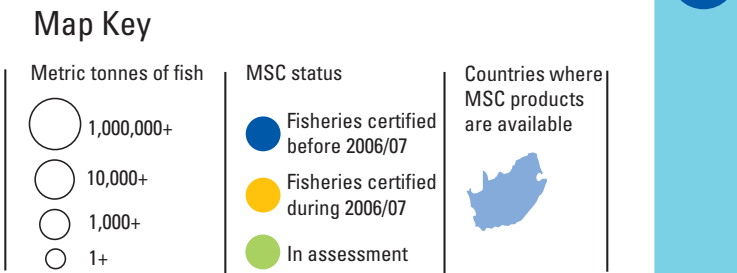 Map Key
Metric tonnes of fish
1,000,000+
10,000+
1,000+
1+
MSC status
Fisheries certified
before 2006/07
Fisheries certified
during 2006/07
In assessment
Countries where
MSC products
are available